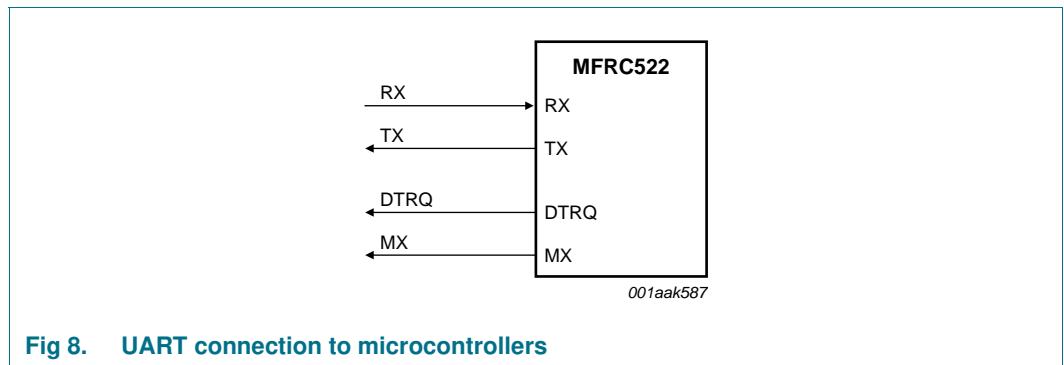 MFRC522
RX
RX
TX
TX
DTRQ
DTRQ
MX
MX
001aak587
Fig 8. UART connection to microcontrollers